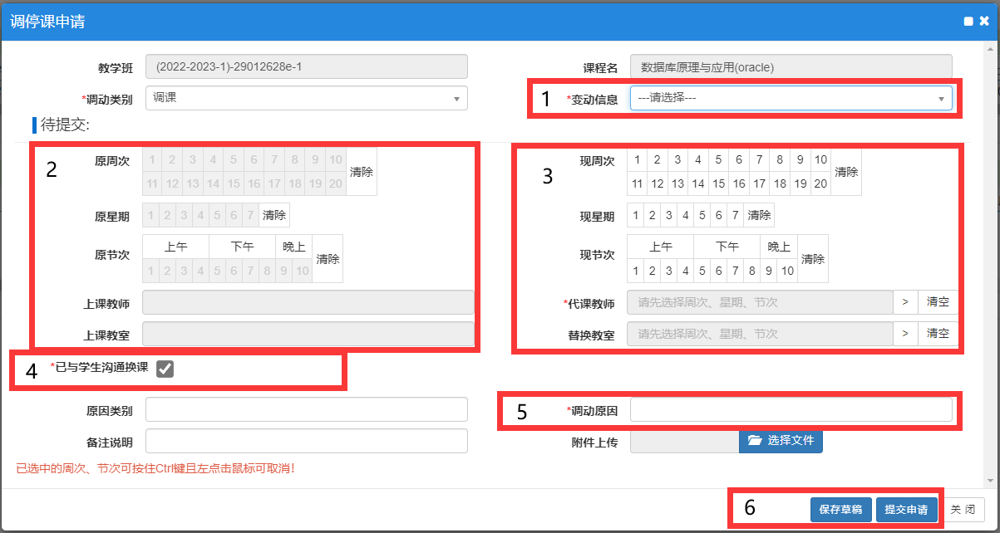 调停课申请
教学班 (2022-2023-1)-29012628e-1 课程名 数据库原理与应用(oracle)
*调动类别 调课 1 *变动信息 ---请选择---
待提交:
2 原周次 1 2 3 4 5 6 7 8 9 10
11 12 13 14 15 16 17 18 19 20 清除
原星期 1 2 3 4 5 6 7 清除
原节次 上午 下午 晚上
1 2 3 4 5 6 7 8 9 10 清除
上课教师
上课教室
3 现周次 1 2 3 4 5 6 7 8 9 10
11 12 13 14 15 16 17 18 19 20 清除
现星期 1 2 3 4 5 6 7 清除
现节次 上午 下午 晚上
1 2 3 4 5 6 7 8 9 10 清除
*代课教师 请先选择周次、星期、节次 > 清空
替换教室 请先选择周次、星期、节次 > 清空
4 *已与学生沟通换课
原因类别 5 *调动原因
备注说明 附件上传 选择文件
已选中的周次、节次可按住Ctrl键且左点击鼠标可取消!
6 保存草稿 提交申请 关 闭